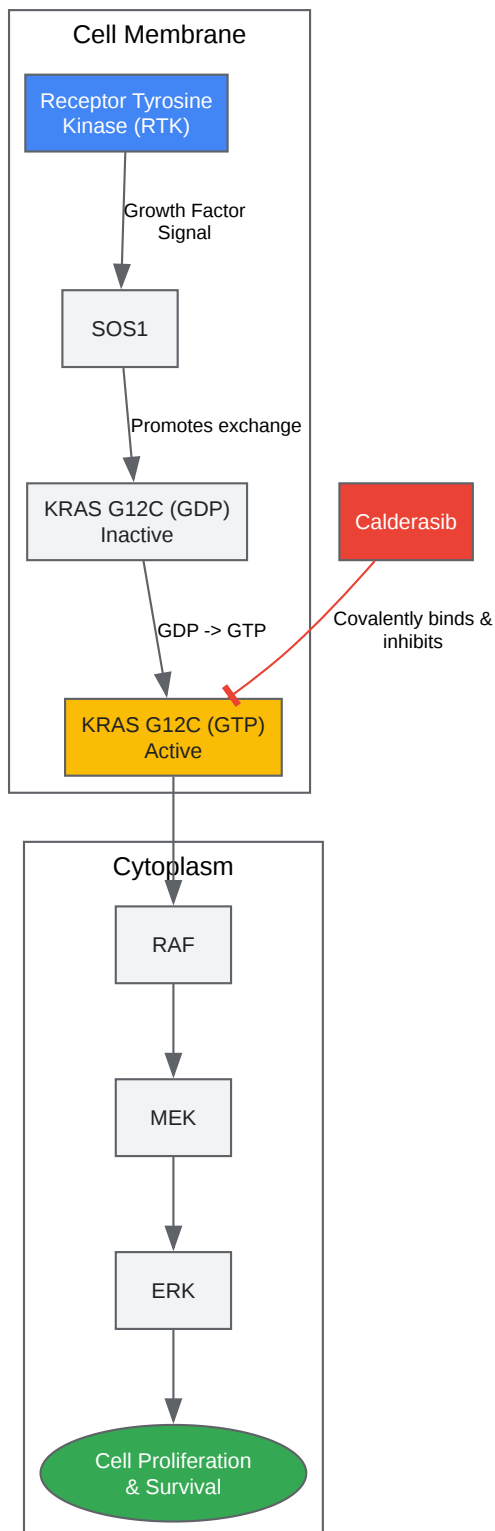 Cell Membrane
Receptor Tyrosine
Kinase (RTK)
Growth Factor
Signal
SOS1
Promotes exchange
KRAS G12C (GDP)
Inactive
Calderasib
GDP -> GTP
Covalently binds &
inhibits
KRAS G12C (GTP)
Active
Cytoplasm
RAF
MEK
ERK
Cell Proliferation
& Survival